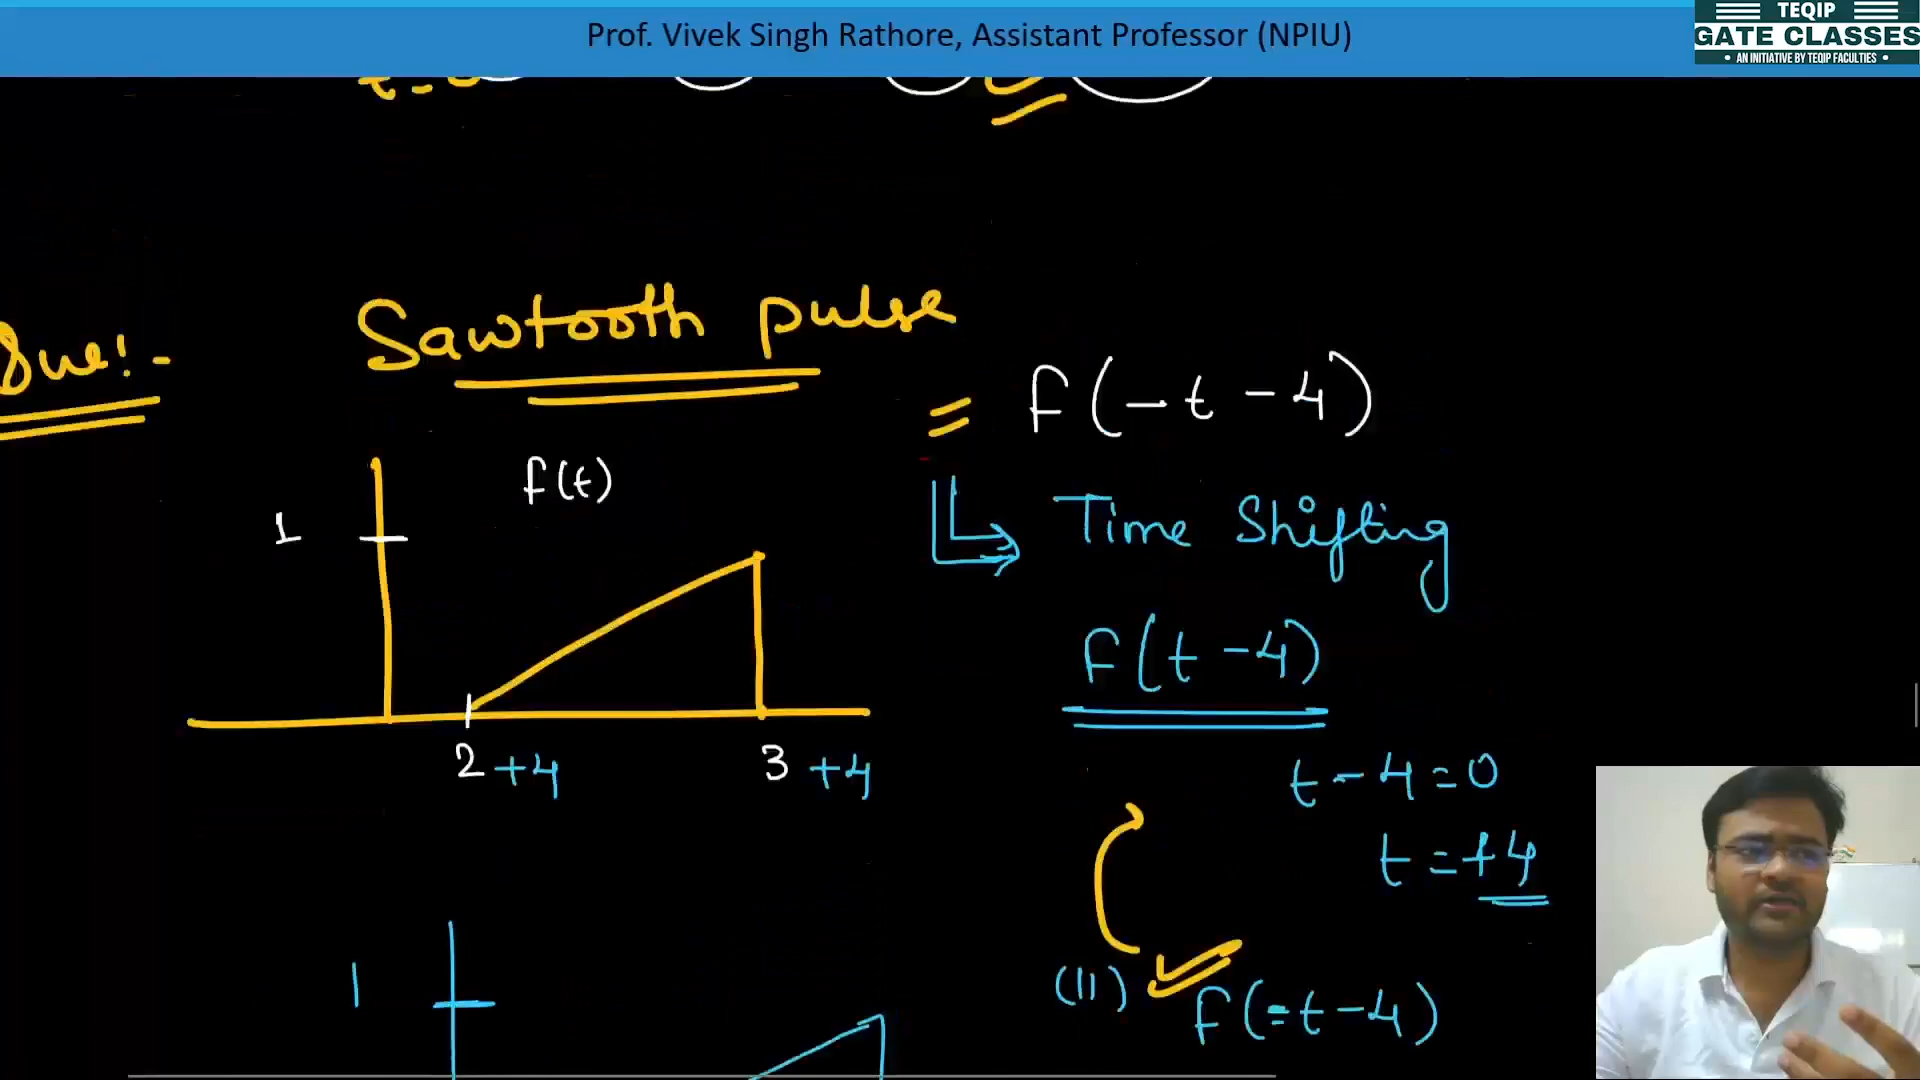 Prof. Vivek Singh Rathore, Assistant Professor (NPIU)
TEQIP
GATE CLASSES
• AN INITIATIVE BY TEQIP FACULTIES •
Sawtooth pulse
= f(-t-4)
f(t)
1
Time Shifting
f(t-4)
2+4 3+4
t-4=0
t=+4
1
(II) f(-t-4)